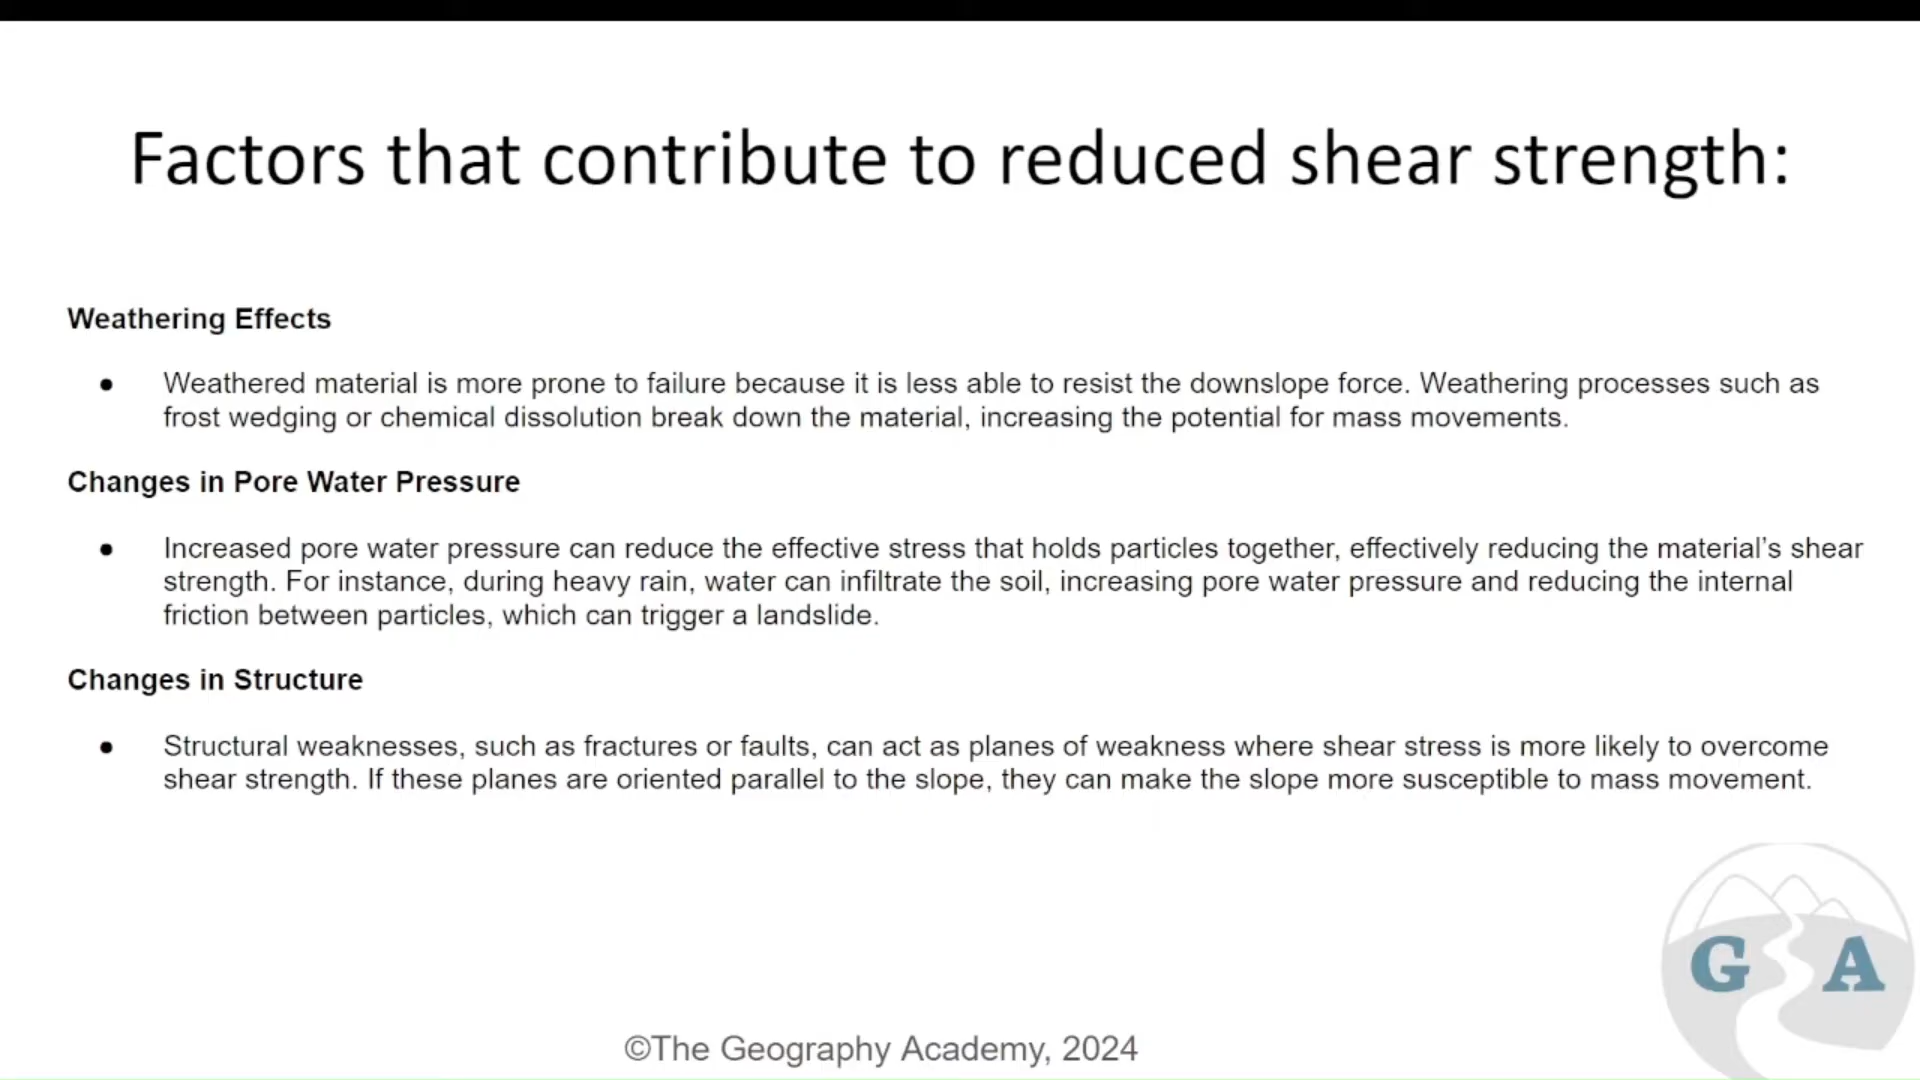 Factors that contribute to reduced shear strength:
Weathering Effects
● Weathered material is more prone to failure because it is less able to resist the downslope force. Weathering processes such as
frost wedging or chemical dissolution break down the material, increasing the potential for mass movements.
Changes in Pore Water Pressure
● Increased pore water pressure can reduce the effective stress that holds particles together, effectively reducing the material’s shear
strength. For instance, during heavy rain, water can infiltrate the soil, increasing pore water pressure and reducing the internal
friction between particles, which can trigger a landslide.
Changes in Structure
● Structural weaknesses, such as fractures or faults, can act as planes of weakness where shear stress is more likely to overcome
shear strength. If these planes are oriented parallel to the slope, they can make the slope more susceptible to mass movement.
G A
©The Geography Academy, 2024